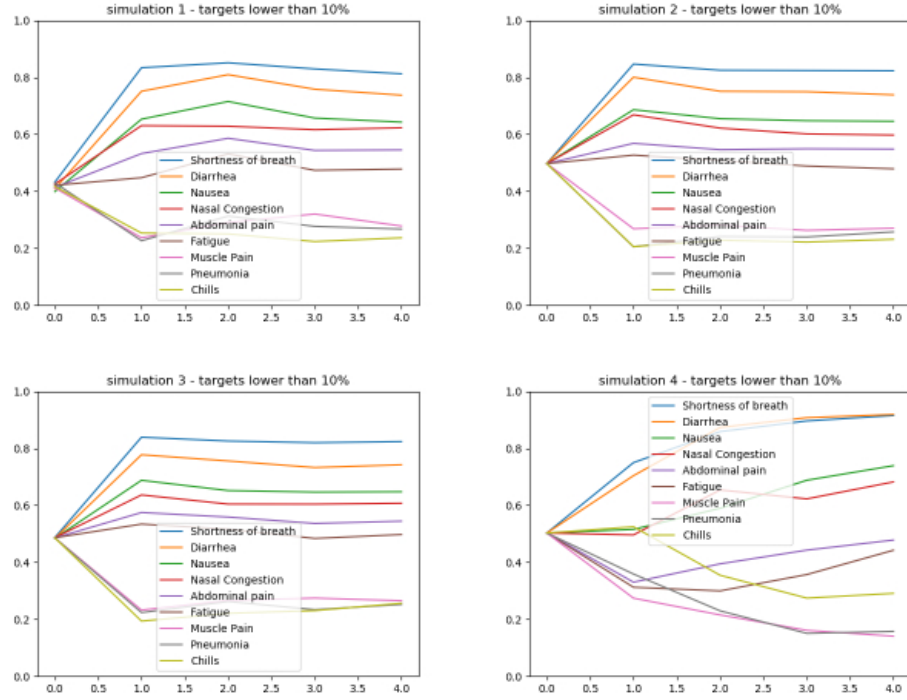 simulation 1 - targets lower than 10%
1.0
0.8
0.6
0.4
0.2
0.0
Shortness of breath
Diarrhea
Nausea
Nasal Congestion
Abdominal pain
Fatigue
Muscle Pain
Pneumonia
Chills
0.0 0.5 1.0 1.5 2.0 2.5 3.0 3.5 4.0
simulation 2 - targets lower than 10%
1.0
0.8
0.6
0.4
0.2
0.0
Shortness of breath
Diarrhea
Nausea
Nasal Congestion
Abdominal pain
Fatigue
Muscle Pain
Pneumonia
Chills
0.0 0.5 1.0 1.5 2.0 2.5 3.0 3.5 4.0
simulation 3 - targets lower than 10%
1.0
0.8
0.6
0.4
0.2
0.0
Shortness of breath
Diarrhea
Nausea
Nasal Congestion
Abdominal pain
Fatigue
Muscle Pain
Pneumonia
Chills
0.0 0.5 1.0 1.5 2.0 2.5 3.0 3.5 4.0
simulation 4 - targets lower than 10%
1.0
0.8
0.6
0.4
0.2
0.0
Shortness of breath
Diarrhea
Nausea
Nasal Congestion
Abdominal pain
Fatigue
Muscle Pain
Pneumonia
Chills
0.0 0.5 1.0 1.5 2.0 2.5 3.0 3.5 4.0